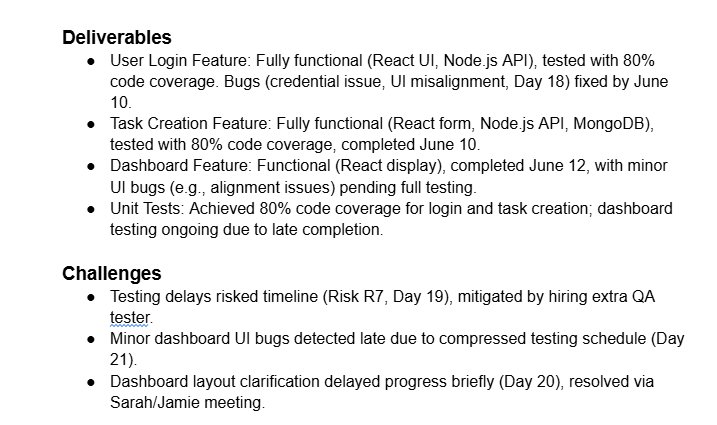 Deliverables
● User Login Feature: Fully functional (React UI, Node.js API), tested with 80%
code coverage. Bugs (credential issue, UI misalignment, Day 18) fixed by June
10.
● Task Creation Feature: Fully functional (React form, Node.js API, MongoDB),
tested with 80% code coverage, completed June 10.
● Dashboard Feature: Functional (React display), completed June 12, with minor
UI bugs (e.g., alignment issues) pending full testing.
● Unit Tests: Achieved 80% code coverage for login and task creation; dashboard
testing ongoing due to late completion.
Challenges
● Testing delays risked timeline (Risk R7, Day 19), mitigated by hiring extra QA
tester.
● Minor dashboard UI bugs detected late due to compressed testing schedule (Day
21).
● Dashboard layout clarification delayed progress briefly (Day 20), resolved via
Sarah/Jamie meeting.